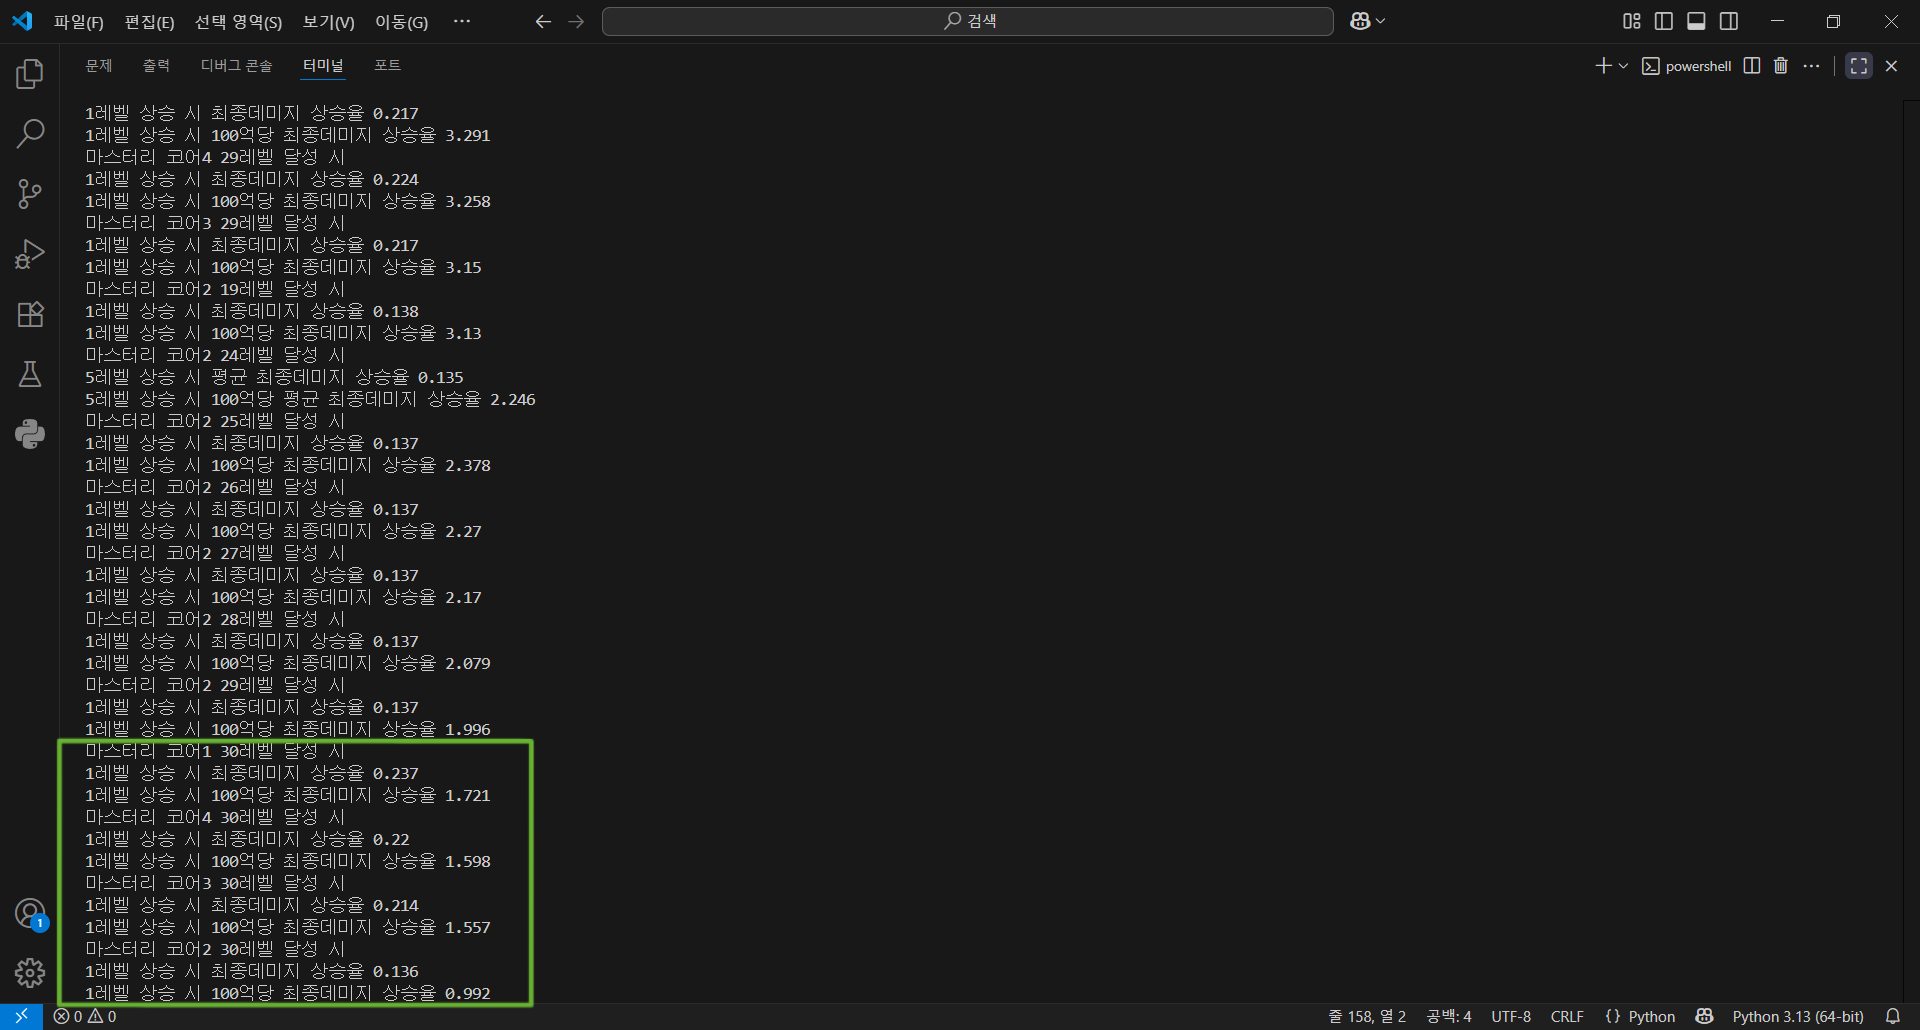 파일(F) 편집(E) 선택 영역(S) 보기(V) 이동(G) ··· 검색
문제 출력 디버그 콘솔 터미널 포트 powershell
1레벨 상승 시 최종데미지 상승율 0.217
1레벨 상승 시 100억당 최종데미지 상승율 3.291
마스터리 코어4 29레벨 달성 시
1레벨 상승 시 최종데미지 상승율 0.224
1레벨 상승 시 100억당 최종데미지 상승율 3.258
마스터리 코어3 29레벨 달성 시
1레벨 상승 시 최종데미지 상승율 0.217
1레벨 상승 시 100억당 최종데미지 상승율 3.15
마스터리 코어2 19레벨 달성 시
1레벨 상승 시 최종데미지 상승율 0.138
1레벨 상승 시 100억당 최종데미지 상승율 3.13
마스터리 코어2 24레벨 달성 시
5레벨 상승 시 평균 최종데미지 상승율 0.135
5레벨 상승 시 100억당 평균 최종데미지 상승율 2.246
마스터리 코어2 25레벨 달성 시
1레벨 상승 시 최종데미지 상승율 0.137
1레벨 상승 시 100억당 최종데미지 상승율 2.378
마스터리 코어2 26레벨 달성 시
1레벨 상승 시 최종데미지 상승율 0.137
1레벨 상승 시 100억당 최종데미지 상승율 2.27
마스터리 코어2 27레벨 달성 시
1레벨 상승 시 최종데미지 상승율 0.137
1레벨 상승 시 100억당 최종데미지 상승율 2.17
마스터리 코어2 28레벨 달성 시
1레벨 상승 시 최종데미지 상승율 0.137
1레벨 상승 시 100억당 최종데미지 상승율 2.079
마스터리 코어2 29레벨 달성 시
1레벨 상승 시 최종데미지 상승율 0.137
1레벨 상승 시 100억당 최종데미지 상승율 1.996
마스터리 코어1 30레벨 달성 시
1레벨 상승 시 최종데미지 상승율 0.237
1레벨 상승 시 100억당 최종데미지 상승율 1.721
마스터리 코어4 30레벨 달성 시
1레벨 상승 시 최종데미지 상승율 0.22
1레벨 상승 시 100억당 최종데미지 상승율 1.598
마스터리 코어3 30레벨 달성 시
1레벨 상승 시 최종데미지 상승율 0.214
1레벨 상승 시 100억당 최종데미지 상승율 1.557
마스터리 코어2 30레벨 달성 시
1레벨 상승 시 최종데미지 상승율 0.136
1레벨 상승 시 100억당 최종데미지 상승율 0.992
1
0 0 줄 158, 열 2 공백: 4 UTF-8 CRLF {} Python Python 3.13 (64-bit)